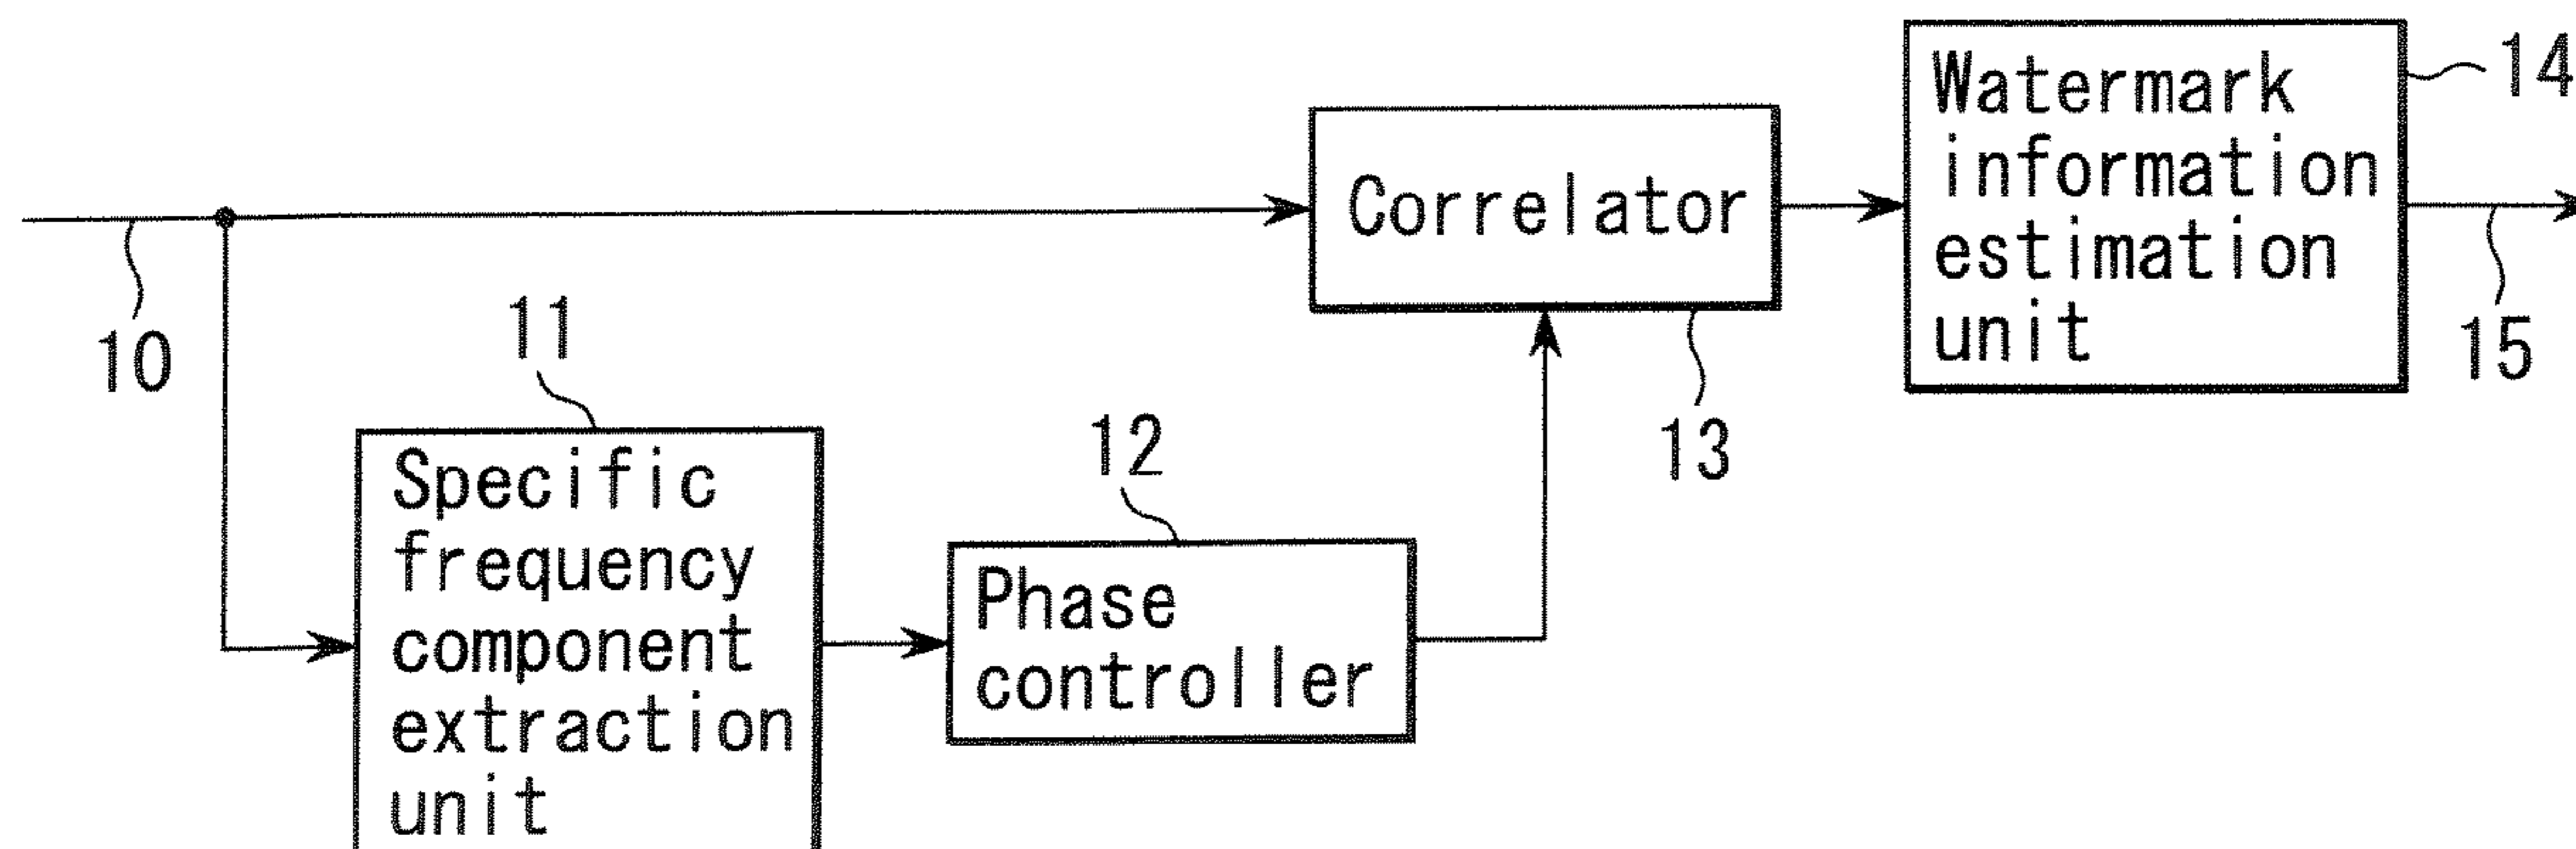 Watermark
information
estimation
unit
14
Correlator
10
15
11
13
12
Specific
frequency
component
extraction
unit
Phase
controller